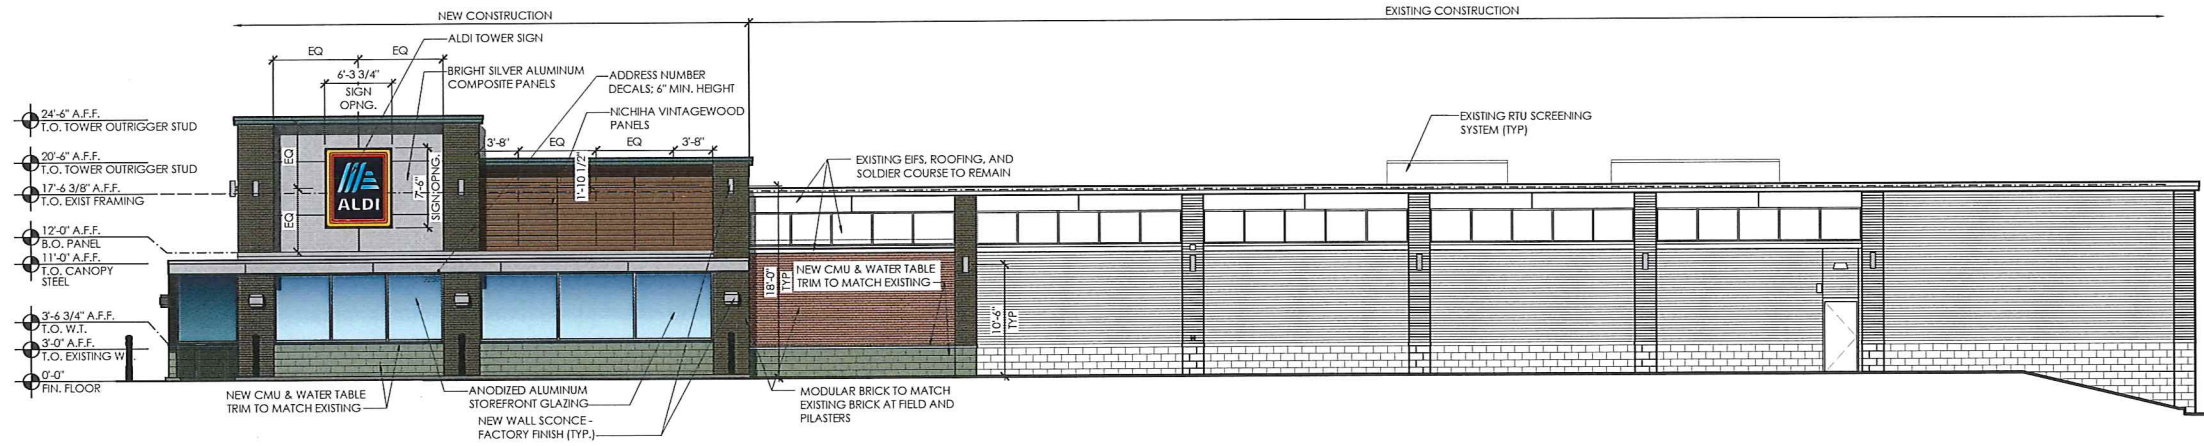 NEW CONSTRUCTION
EXISTING CONSTRUCTION
ALDI TOWER SIGN
EQ
EQ
6'-3 3/4"
SIGN
OPNG.
BRIGHT SILVER ALUMINUM
COMPOSITE PANELS
ADDRESS NUMBER
DECALS; 6" MIN. HEIGHT
NICHIHA VINTAGEWOOD
PANELS
EXISTING RTU SCREENING
SYSTEM (TYP)
24'-6" A.F.F.
T.O. TOWER OUTRIGGER STUD
20'-6" A.F.F.
T.O. TOWER OUTRIGGER STUD
17'-6 3/8" A.F.F.
T.O. EXIST FRAMING
12'-0" A.F.F.
B.O. PANEL
11'-0" A.F.F.
T.O. CANOPY
STEEL
3'-6 3/4" A.F.F.
T.O. W.T.
3'-0" A.F.F.
T.O. EXISTING W.
0'-0"
FIN. FLOOR
EQ
EQ
ALDI
7'-6"
SIGN OPNG.
3'-8"
EQ
EQ
3'-8"
1'-10 1/2"
EXISTING EIFS, ROOFING, AND
SOLDIER COURSE TO REMAIN
18'-0"
TYP
NEW CMU & WATER TABLE
TRIM TO MATCH EXISTING
10'-6"
TYP
NEW CMU & WATER TABLE
TRIM TO MATCH EXISTING
ANODIZED ALUMINUM
STOREFRONT GLAZING
NEW WALL SCONCE -
FACTORY FINISH (TYP.)
MODULAR BRICK TO MATCH
EXISTING BRICK AT FIELD AND
PILASTERS